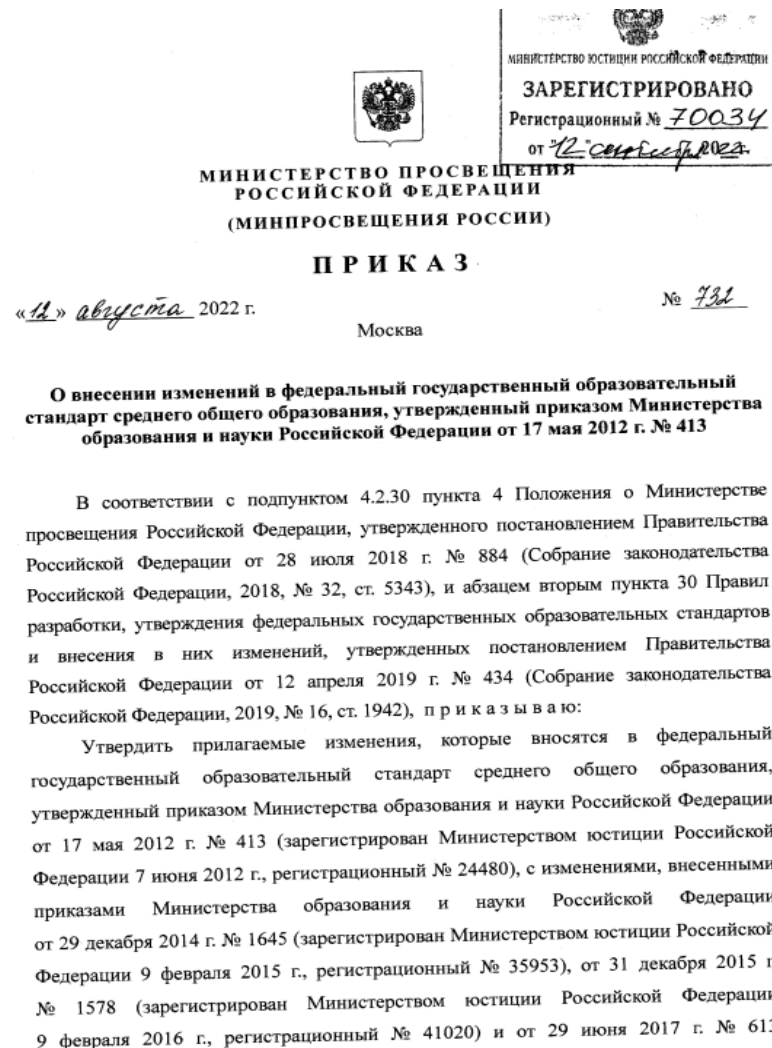 МИНИСТЕРСТВО ЮСТИЦИИ РОССИЙСКОЙ ФЕДЕРАЦИИ
ЗАРЕГИСТРИРОВАНО
Регистрационный № 70034
от "12" сентября 2022
МИНИСТЕРСТВО ПРОСВЕЩЕНИЯ
РОССИЙСКОЙ ФЕДЕРАЦИИ
(МИНПРОСВЕЩЕНИЯ РОССИИ)
П Р И К А З
«12» августа 2022 г.
№ 732
Москва
О внесении изменений в федеральный государственный образовательный
стандарт среднего общего образования, утвержденный приказом Министерства
образования и науки Российской Федерации от 17 мая 2012 г. № 413
В соответствии с подпунктом 4.2.30 пункта 4 Положения о Министерстве
просвещения Российской Федерации, утвержденного постановлением Правительства
Российской Федерации от 28 июля 2018 г. № 884 (Собрание законодательства
Российской Федерации, 2018, № 32, ст. 5343), и абзацем вторым пункта 30 Правил
разработки, утверждения федеральных государственных образовательных стандартов
и внесения в них изменений, утвержденных постановлением Правительства
Российской Федерации от 12 апреля 2019 г. № 434 (Собрание законодательства
Российской Федерации, 2019, № 16, ст. 1942), п р и к а з ы в а ю:
Утвердить прилагаемые изменения, которые вносятся в федеральный
государственный образовательный стандарт среднего общего образования,
утвержденный приказом Министерства образования и науки Российской Федерации
от 17 мая 2012 г. № 413 (зарегистрирован Министерством юстиции Российской
Федерации 7 июня 2012 г., регистрационный № 24480), с изменениями, внесенными
приказами Министерства образования и науки Российской Федерации
от 29 декабря 2014 г. № 1645 (зарегистрирован Министерством юстиции Российской
Федерации 9 февраля 2015 г., регистрационный № 35953), от 31 декабря 2015 г
№ 1578 (зарегистрирован Министерством юстиции Российской Федерации
9 февраля 2016 г., регистрационный № 41020) и от 29 июня 2017 г. № 613